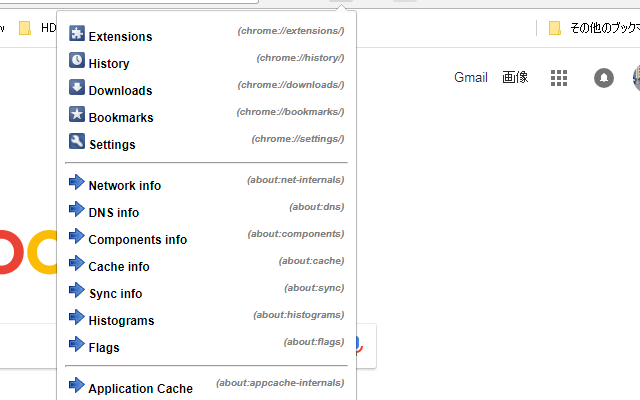 HD
その他のブックマ
Gmail 画像
Extensions (chrome://extensions/)
History (chrome://history/)
Downloads (chrome://downloads/)
Bookmarks (chrome://bookmarks/)
Settings (chrome://settings/)
Network info (about:net-internals)
DNS info (about:dns)
Components info (about:components)
Cache info (about:cache)
Sync info (about:sync)
Histograms (about:histograms)
Flags (about:flags)
Application Cache (about:appcache-internals)